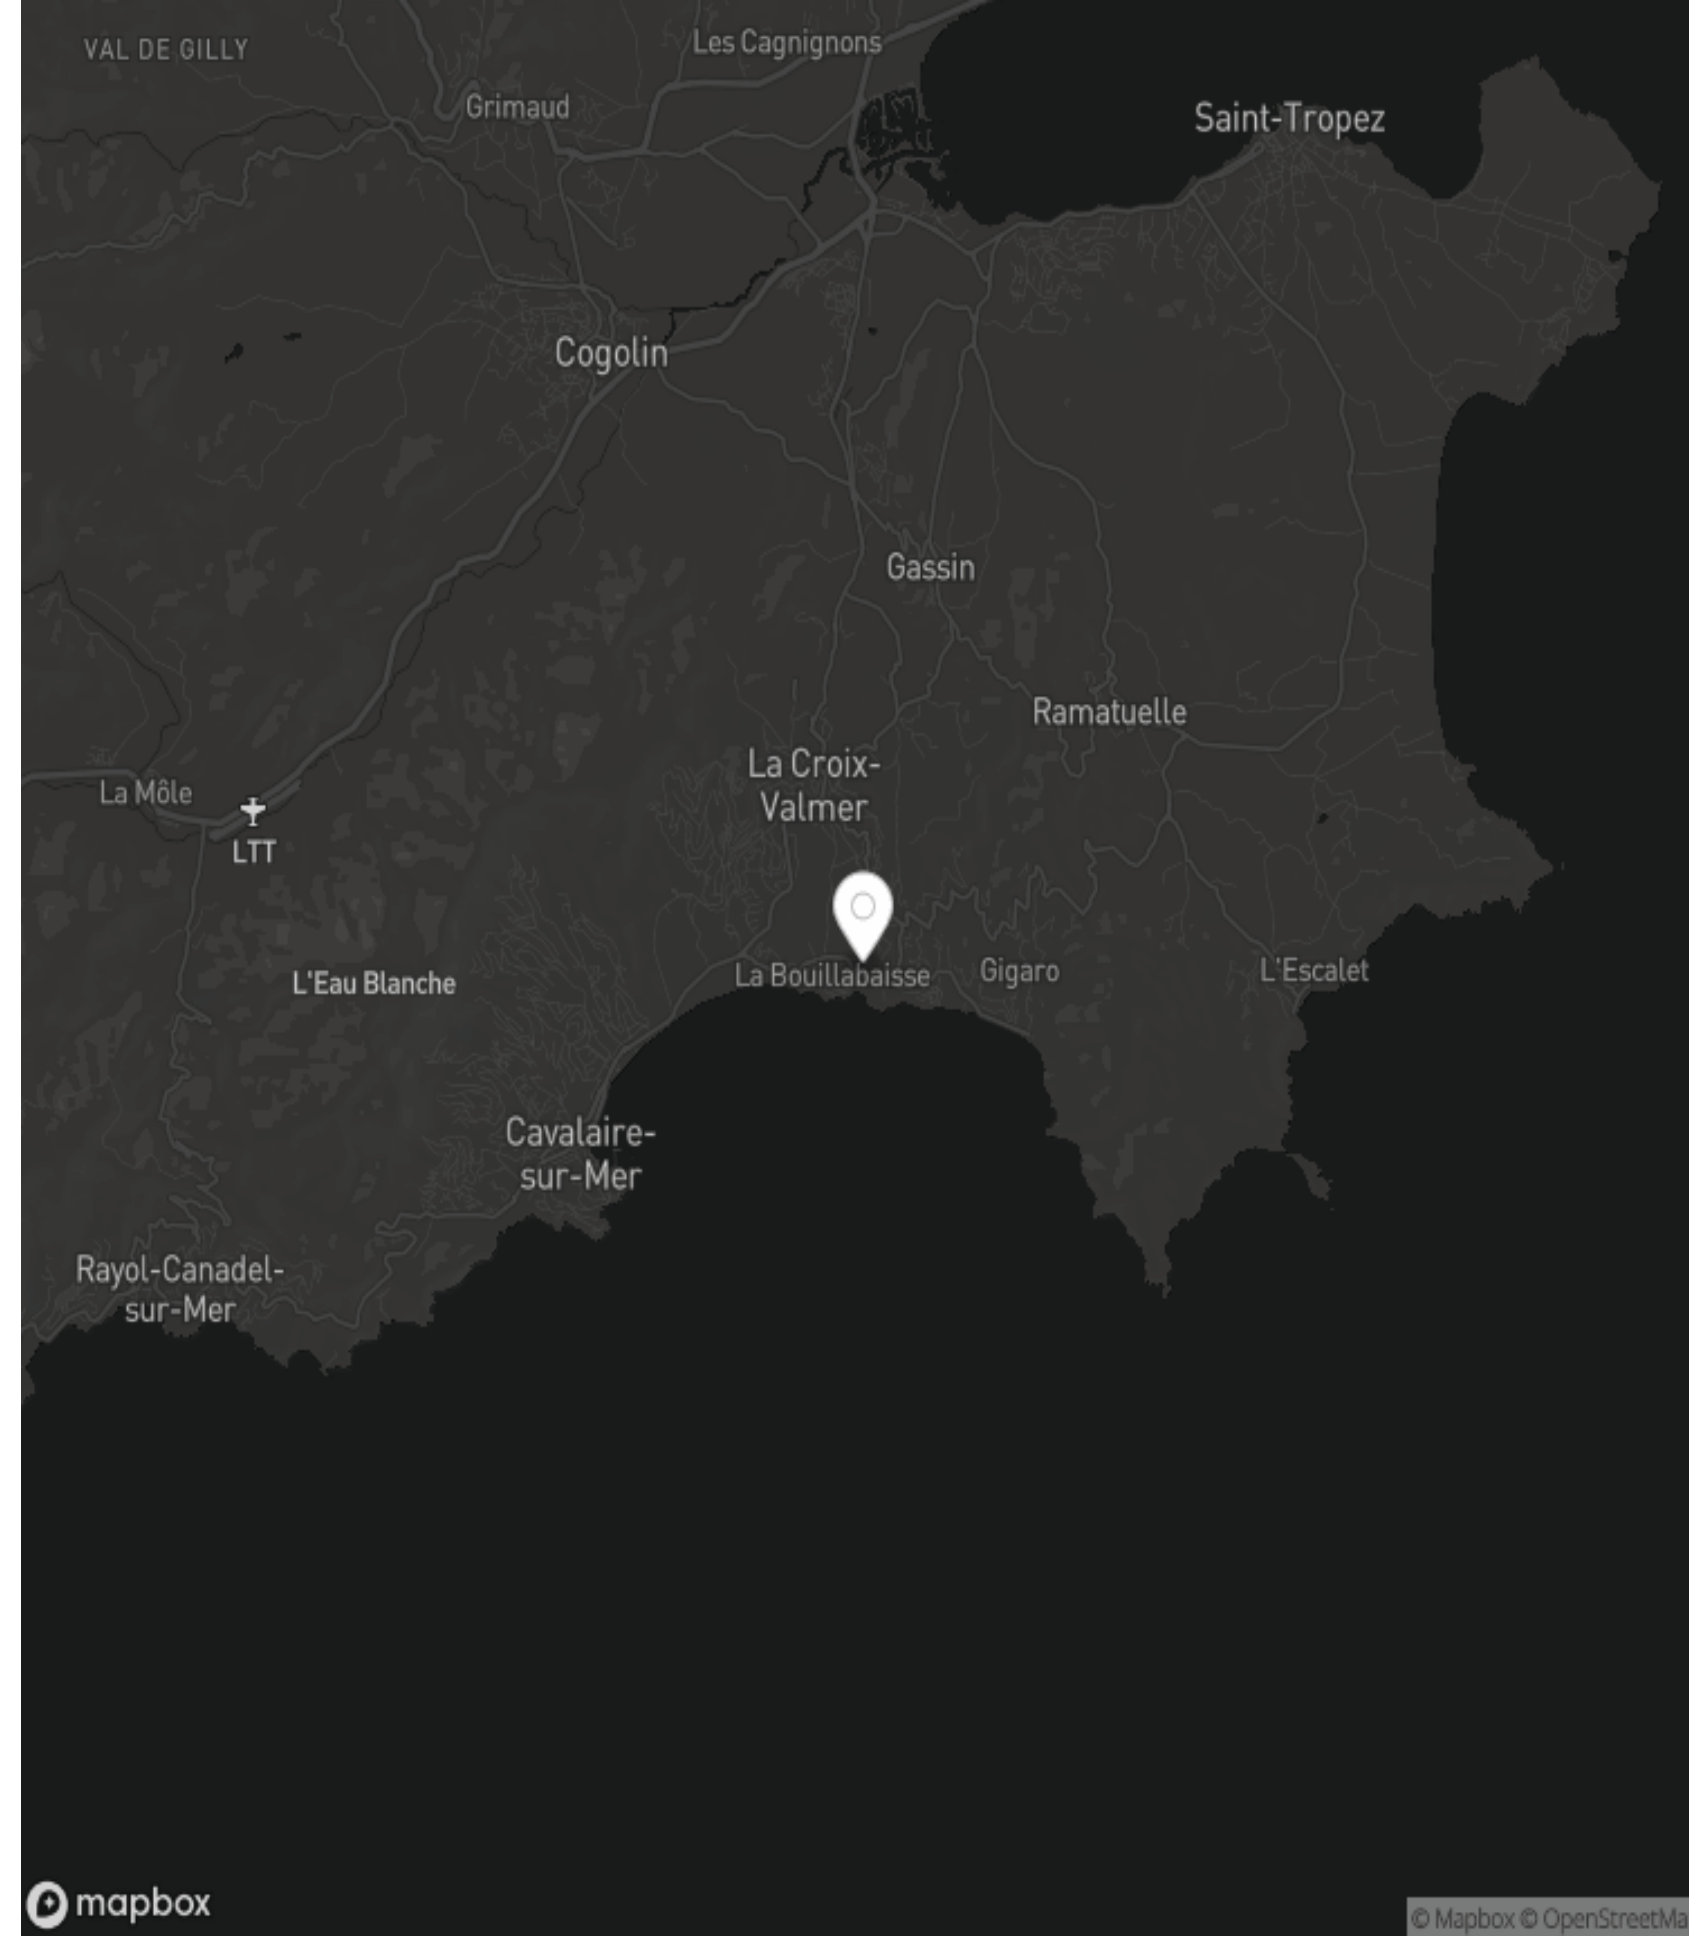 VAL DE GILLY
Les Cagnignons
Grimaud
Saint-Tropez
Cogolin
Gassin
Ramatuelle
La Croix-
Valmer
La Môle
LTT
La Bouillabaisse
Gigaro
L'Escalet
L'Eau Blanche
Cavalaire-
sur-Mer
Rayol-Canadel-
sur-Mer
mapbox
© Mapbox © OpenStreetMa